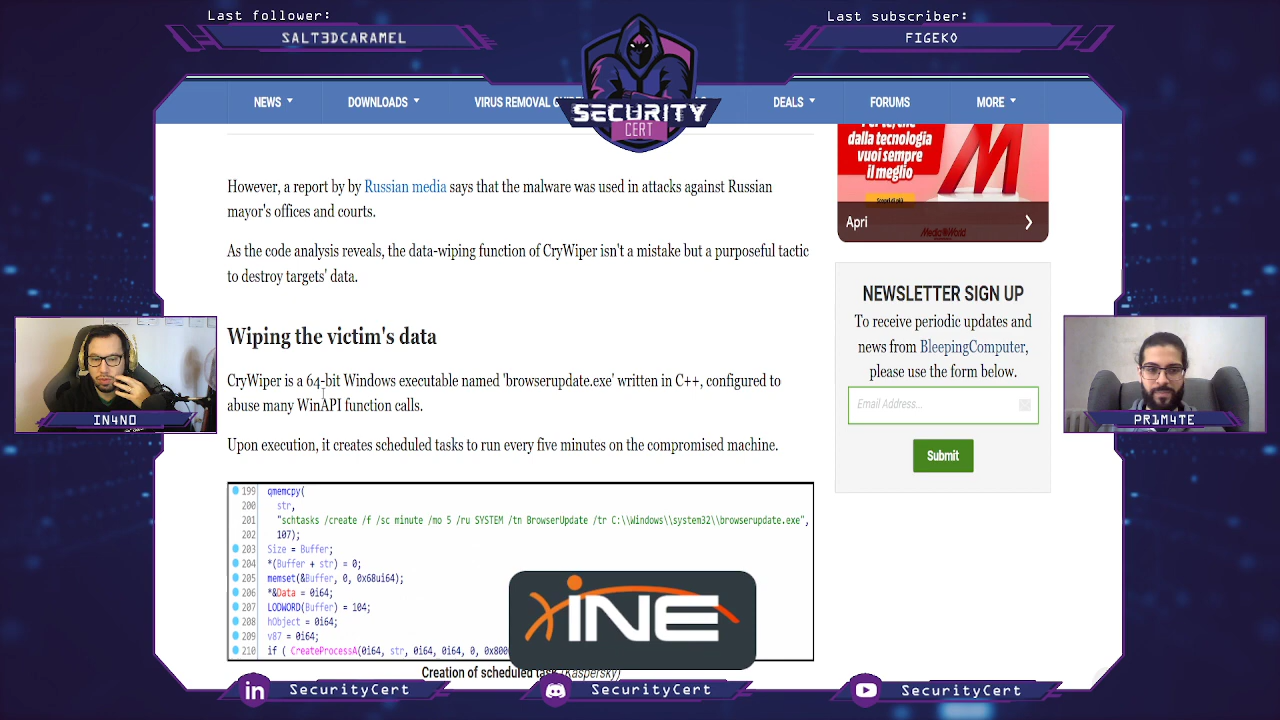 Last follower:
SALT3DCARAMEL
Last subscriber:
FIGEKO
SECURITY
CERT
NEWS
DOWNLOADS
VIRUS REMOVAL
DEALS
FORUMS
MORE
However, a report by by Russian media says that the malware was used in attacks against Russian
mayor's offices and courts.
As the code analysis reveals, the data-wiping function of CryWiper isn't a mistake but a purposeful tactic
to destroy targets' data.
Wiping the victim's data
CryWiper is a 64-bit Windows executable named 'browserupdate.exe' written in C++, configured to
abuse many WinAPI function calls.
Upon execution, it creates scheduled tasks to run every five minutes on the compromised machine.
199 qmemcpy(
200 str,
201 "schtasks /create /f /sc minute /mo 5 /ru SYSTEM /tn BrowserUpdate /tr C:\\Windows\\system32\\browserupdate.exe",
202 107);
203 Size = Buffer;
204 *(Buffer + str) = 0;
205 memset(&Buffer, 0, 0x68ui64);
206 *&Data = 0i64;
207 LODWORD(Buffer) = 104;
208 hObject = 0i64;
209 v87 = 0i64;
210 if ( CreateProcessA(0i64, str, 0i64, 0i64, 0, 0x800
Creation of scheduled task (Kaspersky)
INE
dalla tecnologia
vuoi sempre
il meglio
M
Scopri di più
Apri
MediaWorld
NEWSLETTER SIGN UP
To receive periodic updates and
news from BleepingComputer,
please use the form below.
Email Address...
Submit
IN4N0
PR1M4TE
in SecurityCert
SecurityCert
SecurityCert